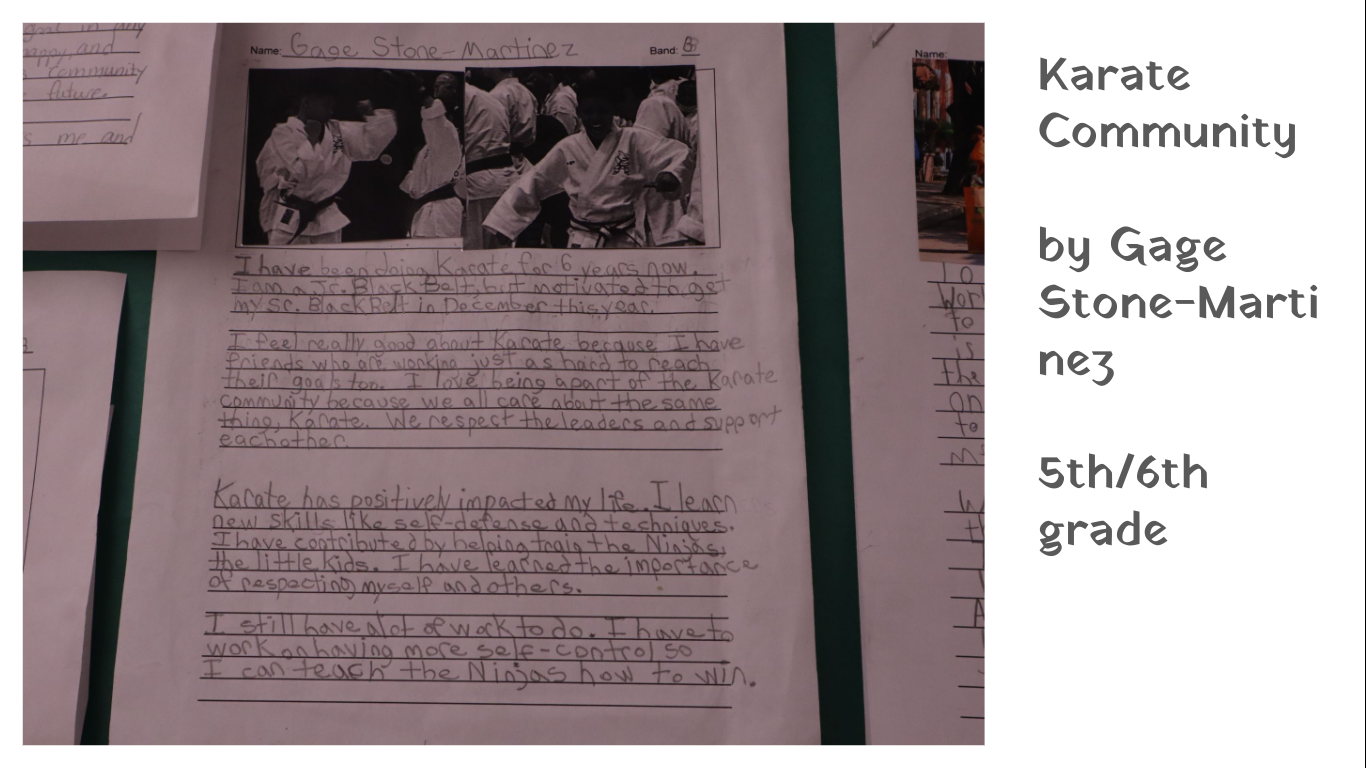 goal in any
happy, and
community
future.
s me and
Name: Gage Stone-Martinez Band: B
I have been doing Karate for 6 years now.
I am a Jr. Black Belt, but motivated to get
my Sr. Black Belt in December this year.
I feel really good about Karate because I have
friends who are working just as hard to reach
their goals too. I love being apart of the Karate
community because we all care about the same
thing, Karate. We respect the leaders and support
eachother.
Karate has positively impacted my life. I learn
new skills like self-defense and techniques.
I have contributed by helping train the Ninjas,
the little kids. I have learned the importance
of respecting myself and others.
I still have alot of work to do. I have to
work on having more self-control so
I can teach the Ninjas how to win.
Name:
to
is
on
to
Karate
Community
by Gage
Stone-Marti
nez
5th/6th
grade